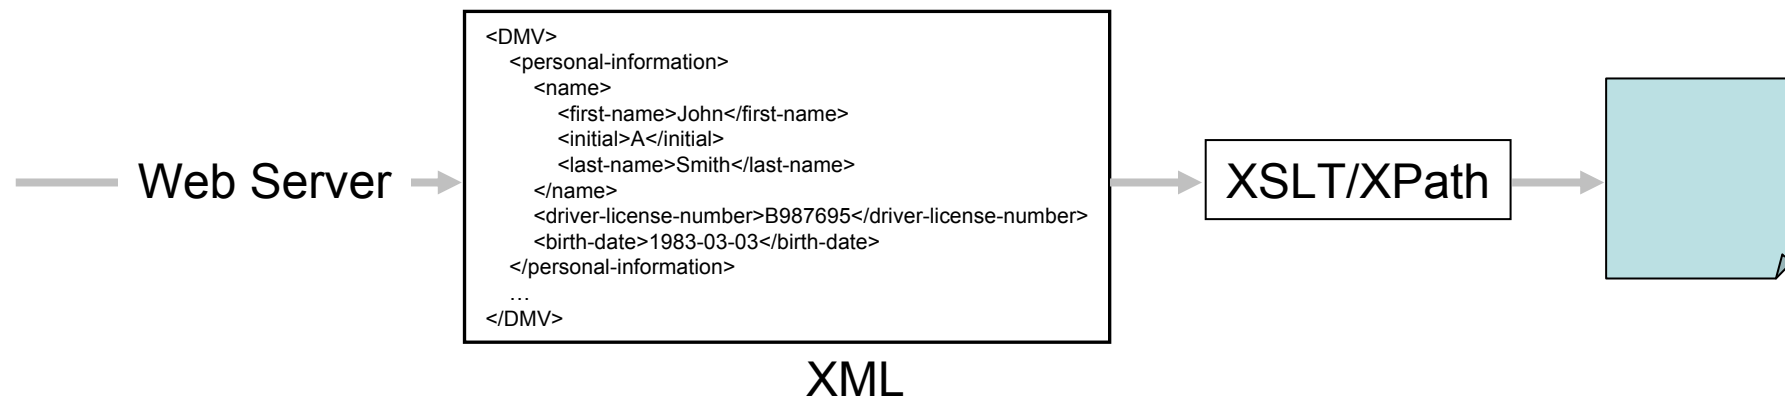 Web Server
<DMV>
<personal-information>
<name>
<first-name>John</first-name>
<initial>A</initial>
<last-name>Smith</last-name>
</name>
<driver-license-number>B987695</driver-license-number>
<birth-date>1983-03-03</birth-date>
</personal-information>
…
</DMV>
XML
XSLT/XPath